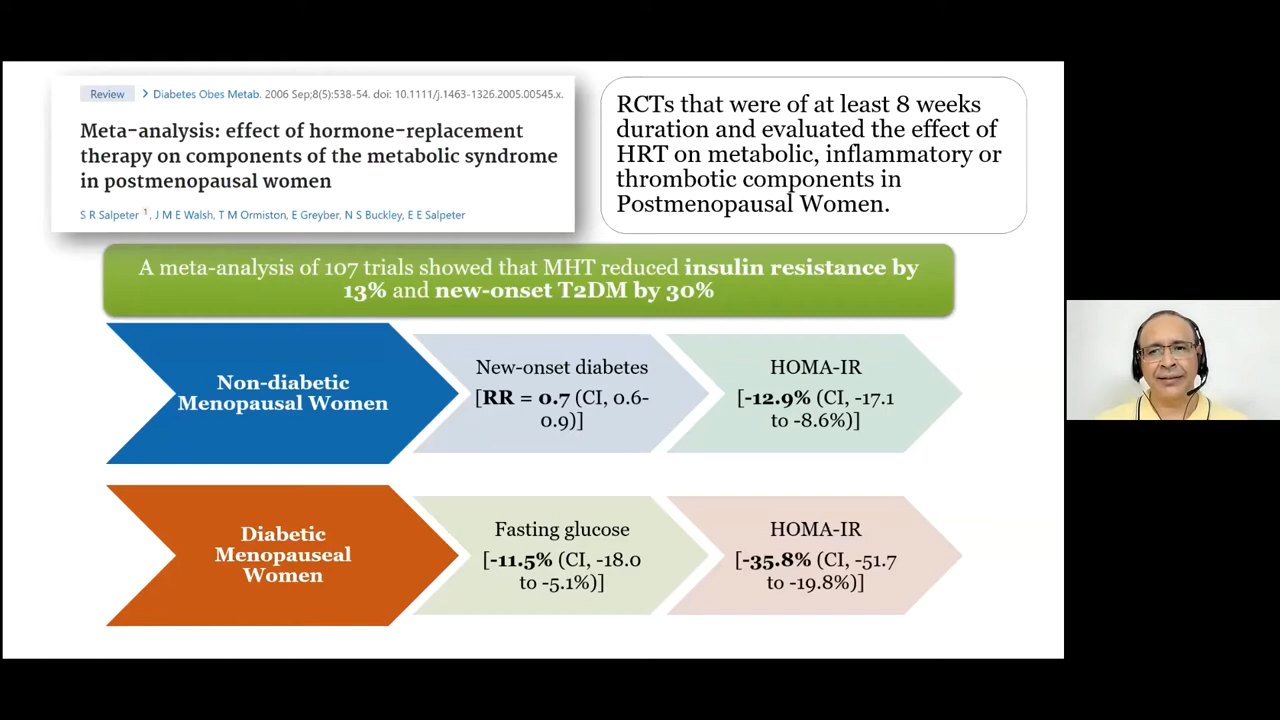 Review > Diabetes Obes Metab. 2006 Sep;8(5):538-54. doi: 10.1111/j.1463-1326.2005.00545.x.
Meta-analysis: effect of hormone-replacement
therapy on components of the metabolic syndrome
in postmenopausal women
S R Salpeter 1, J M E Walsh, T M Ormiston, E Greyber, N S Buckley, E E Salpeter
RCTs that were of at least 8 weeks
duration and evaluated the effect of
HRT on metabolic, inflammatory or
thrombotic components in
Postmenopausal Women.
A meta-analysis of 107 trials showed that MHT reduced insulin resistance by
13% and new-onset T2DM by 30%
Non-diabetic
Menopausal Women
New-onset diabetes
[RR = 0.7 (CI, 0.6-
0.9)]
HOMA-IR
[-12.9% (CI, -17.1
to -8.6%)]
Diabetic
Menopauseal
Women
Fasting glucose
[-11.5% (CI, -18.0
to -5.1%)]
HOMA-IR
[-35.8% (CI, -51.7
to -19.8%)]